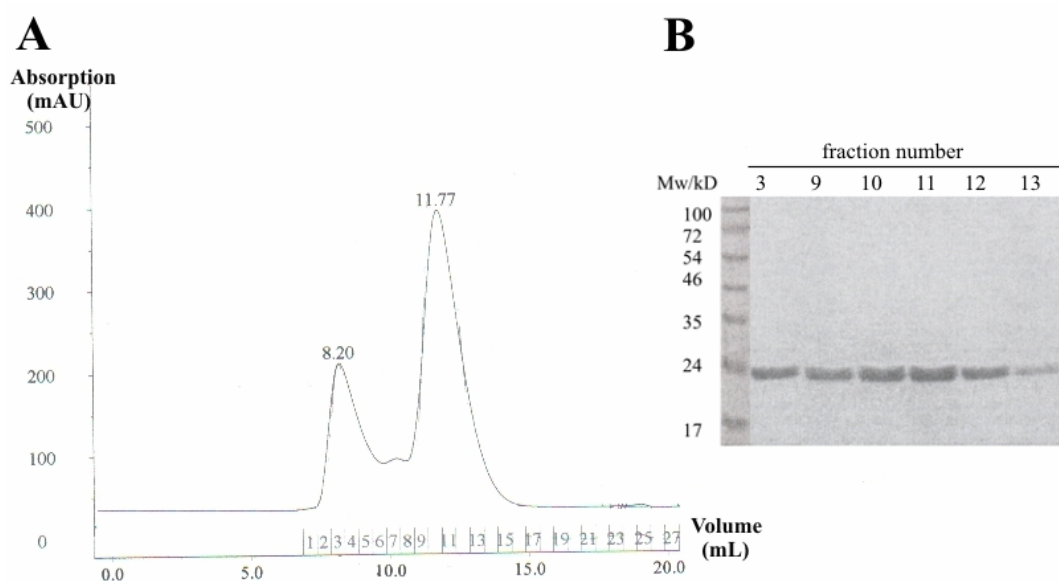 A
Absorption
(mAU)
500
400
300
200
100
0
8.20
11.77
1 2 3 4 5 6 7 8 9 11 13 15 17 19 21 23 25 27
0.0 5.0 10.0 15.0 20.0
Volume
(mL)
B
fraction number
Mw/kD 3 9 10 11 12 13
100
72
54
46
35
24
17